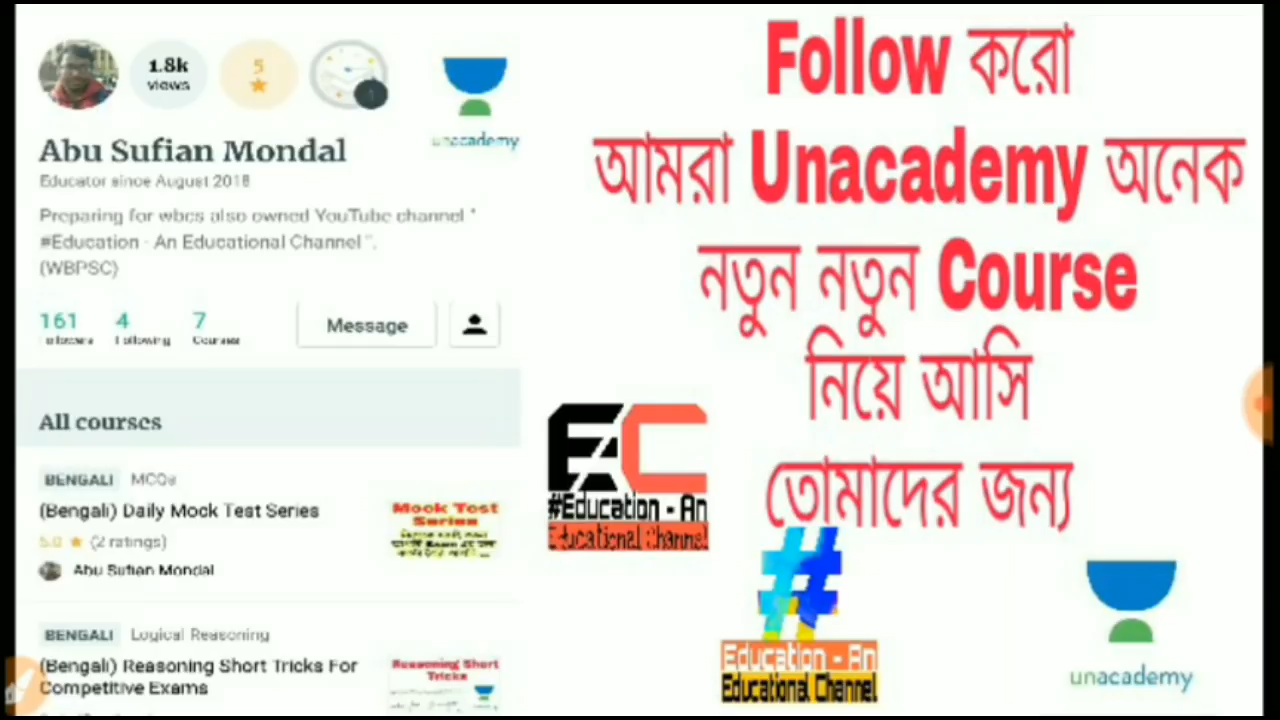 1.8k
views
5
unacademy
Abu Sufian Mondal
Educator since August 2018
Preparing for wbcs also owned YouTube channel "
#Education - An Educational Channel ".
(WBPSC)
161 4 7
Following Courses
Message
All courses
BENGALI MCQs
(Bengali) Daily Mock Test Series
5.0 ★ (2 ratings)
Abu Sufian Mondal
Mock Test
Series
BENGALI Logical Reasoning
(Bengali) Reasoning Short Tricks For
Competitive Exams
Reasoning Short
Tricks
Follow করো
আমরা Unacademy অনেক
নতুন নতুন Course
নিয়ে আসি
তোমাদের জন্য
EC
#Education - An
Educational Channel
#
Education - An
Educational Channel
unacademy